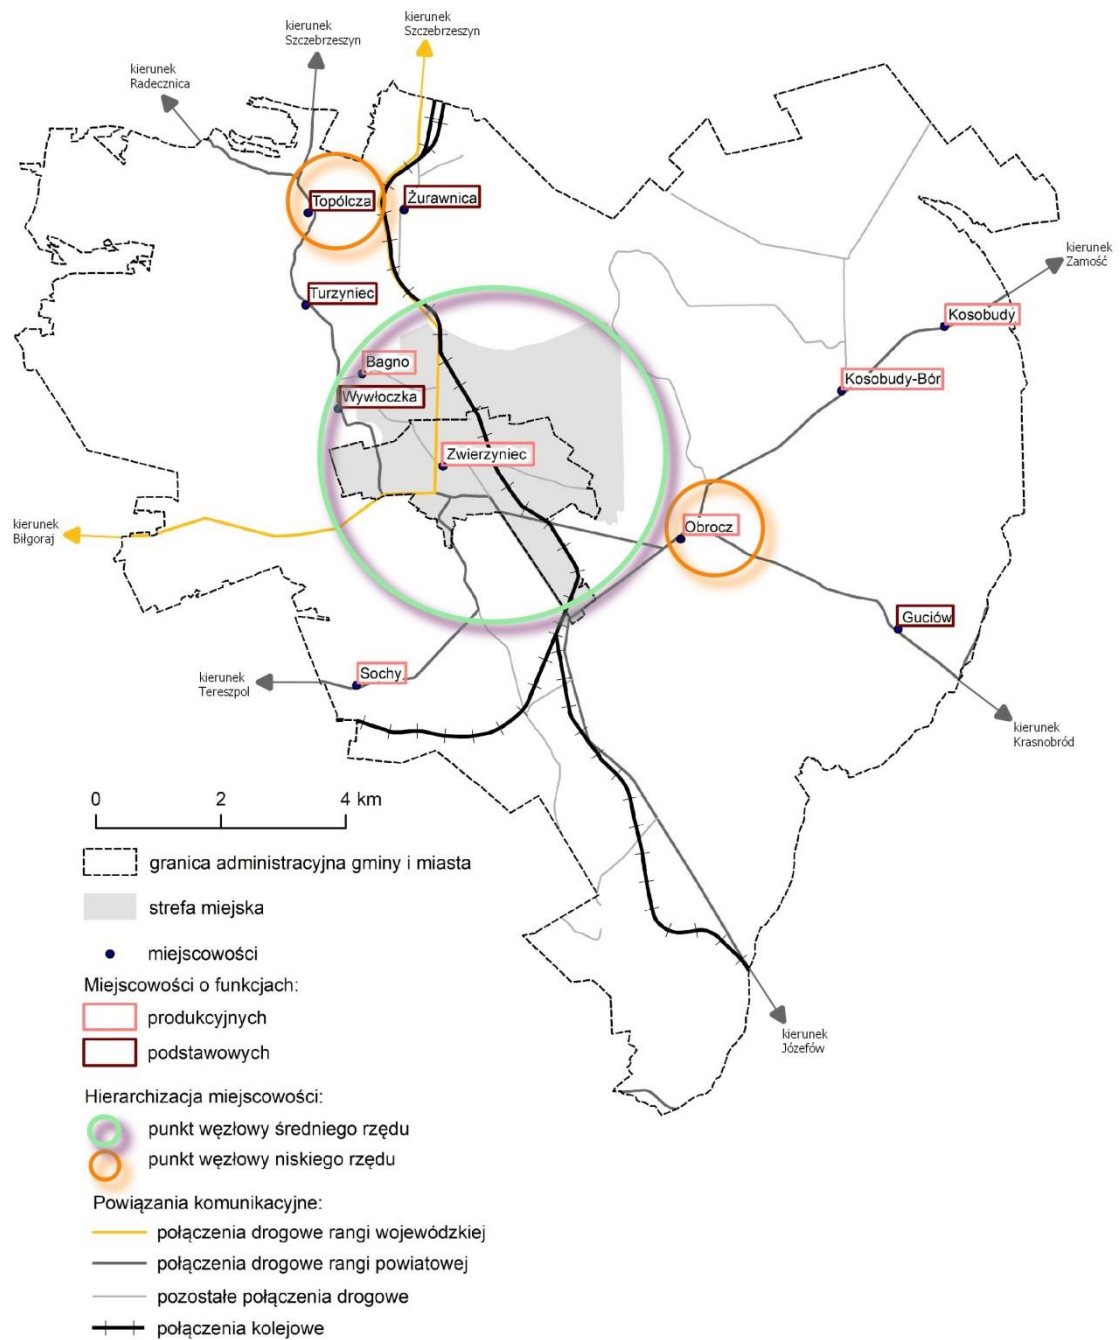 kierunek
Szczebrzeszyn
kierunek
Szczebrzeszyn
kierunek
Radecznica
Topólcza
Żurawnica
kierunek
Zamość
Turzyniec
Kosobudy
Bagno
Kosobudy-Bór
Wywłoczka
Zwierzyniec
kierunek
Biłgoraj
Obrocz
Guciów
Sochy
kierunek
Tereszpol
kierunek
Krasnobród
0 2 4 km
granica administracyjna gminy i miasta
strefa miejska
miejscowości
Miejscowości o funkcjach:
produkcyjnych
podstawowych
kierunek
Józefów
Hierarchizacja miejscowości:
punkt węzłowy średniego rzędu
punkt węzłowy niskiego rzędu
Powiązania komunikacyjne:
połączenia drogowe rangi wojewódzkiej
połączenia drogowe rangi powiatowej
pozostałe połączenia drogowe
połączenia kolejowe